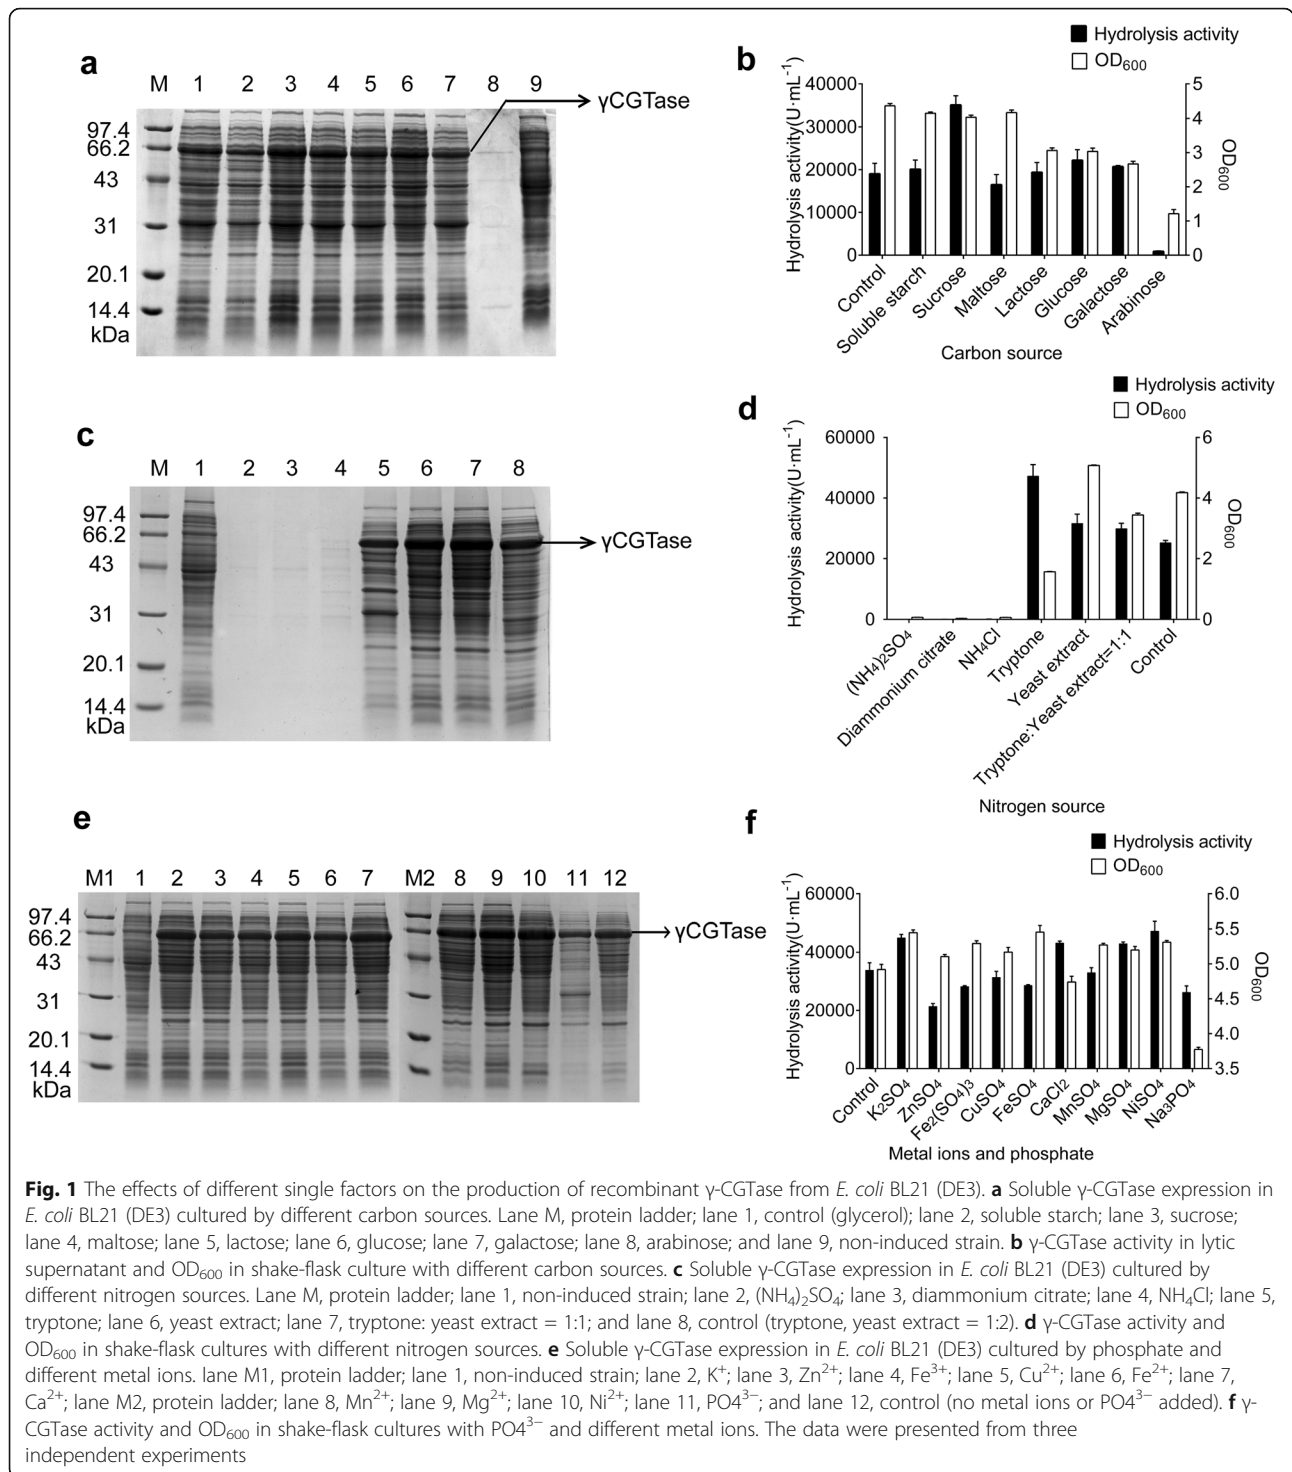 a
M 1 2 3 4 5 6 7 8 9
γCGTase
97.4
66.2
43
31
20.1
14.4
kDa
b
Hydrolysis activity
OD600
Hydrolysis activity(U·mL-1)
40000
30000
20000
10000
0
5
4
3
2
1
0
OD600
Control
Soluble starch
Sucrose
Maltose
Lactose
Glucose
Galactose
Arabinose
Carbon source
c
M 1 2 3 4 5 6 7 8
97.4
66.2
43
31
20.1
14.4
kDa
γCGTase
d
Hydrolysis activity
OD600
Hydrolysis activity(U·mL-1)
60000
40000
20000
0
6
4
2
0
OD600
(NH4)2SO4
Diammonium citrate
NH4Cl
Tryptone
Yeast extract
Tryptone:Yeast extract=1:1
Control
Nitrogen source
e
M1 1 2 3 4 5 6 7 M2 8 9 10 11 12
97.4
66.2
43
31
20.1
14.4
kDa
γCGTase
f
Hydrolysis activity
OD600
Hydrolysis activity(U·mL-1)
60000
40000
20000
0
6.0
5.5
5.0
4.5
4.0
3.5
OD600
Control
K2SO4
ZnSO4
Fe2(SO4)3
CuSO4
FeSO4
CaCl2
MnSO4
MgSO4
NiSO4
Na3PO4
Metal ions and phosphate
Fig. 1 The effects of different single factors on the production of recombinant γ-CGTase from E. coli BL21 (DE3). a Soluble γ-CGTase expression in
E. coli BL21 (DE3) cultured by different carbon sources. Lane M, protein ladder; lane 1, control (glycerol); lane 2, soluble starch; lane 3, sucrose;
lane 4, maltose; lane 5, lactose; lane 6, glucose; lane 7, galactose; lane 8, arabinose; and lane 9, non-induced strain. b γ-CGTase activity in lytic
supernatant and OD600 in shake-flask culture with different carbon sources. c Soluble γ-CGTase expression in E. coli BL21 (DE3) cultured by
different nitrogen sources. Lane M, protein ladder; lane 1, non-induced strain; lane 2, (NH4)2SO4; lane 3, diammonium citrate; lane 4, NH4Cl; lane 5,
tryptone; lane 6, yeast extract; lane 7, tryptone: yeast extract = 1:1; and lane 8, control (tryptone, yeast extract = 1:2). d γ-CGTase activity and
OD600 in shake-flask cultures with different nitrogen sources. e Soluble γ-CGTase expression in E. coli BL21 (DE3) cultured by phosphate and
different metal ions. lane M1, protein ladder; lane 1, non-induced strain; lane 2, K+; lane 3, Zn2+; lane 4, Fe3+; lane 5, Cu2+; lane 6, Fe2+; lane 7,
Ca2+; lane M2, protein ladder; lane 8, Mn2+; lane 9, Mg2+; lane 10, Ni2+; lane 11, PO43−; and lane 12, control (no metal ions or PO43− added). f γ-
CGTase activity and OD600 in shake-flask cultures with PO43− and different metal ions. The data were presented from three
independent experiments